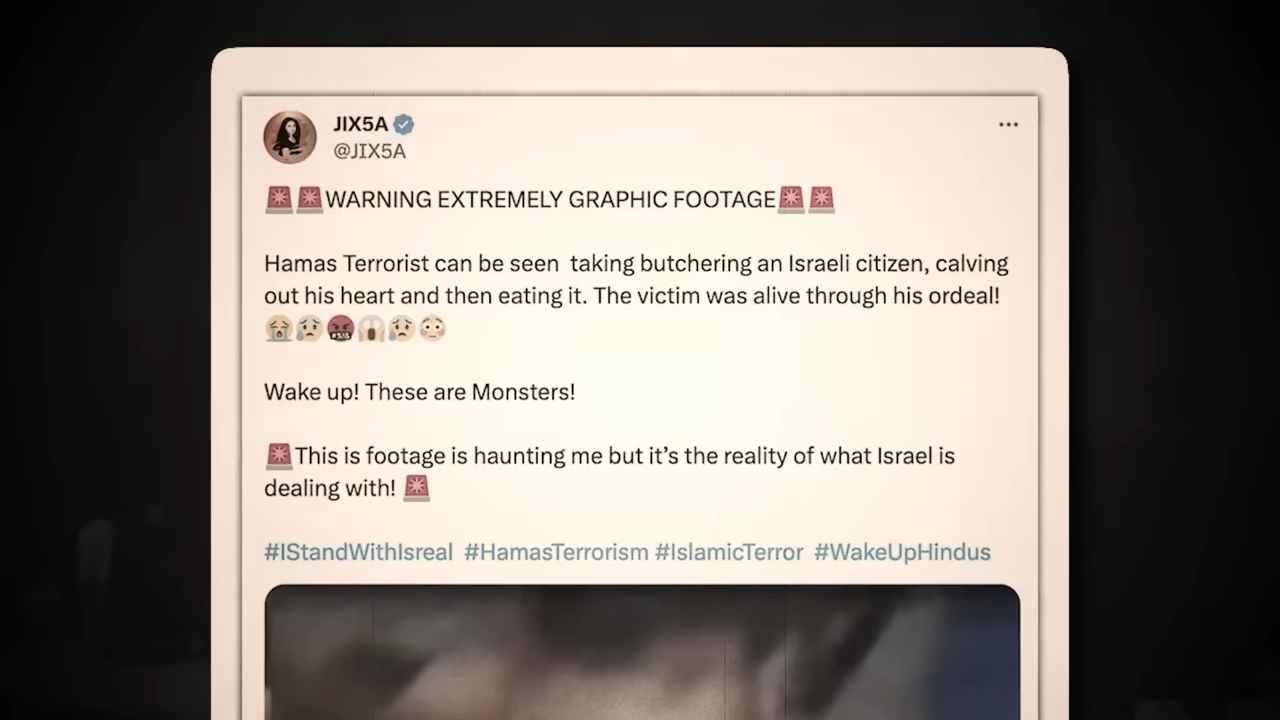 JIX5A
@JIX5A
🚨🚨WARNING EXTREMELY GRAPHIC FOOTAGE🚨🚨
Hamas Terrorist can be seen  taking butchering an Israeli citizen, calving
out his heart and then eating it. The victim was alive through his ordeal!
😭😰🤬😱😰😳
Wake up! These are Monsters!
🚨This is footage is haunting me but it’s the reality of what Israel is
dealing with! 🚨
#IStandWithIsreal  #HamasTerrorism #IslamicTerror  #WakeUpHindus